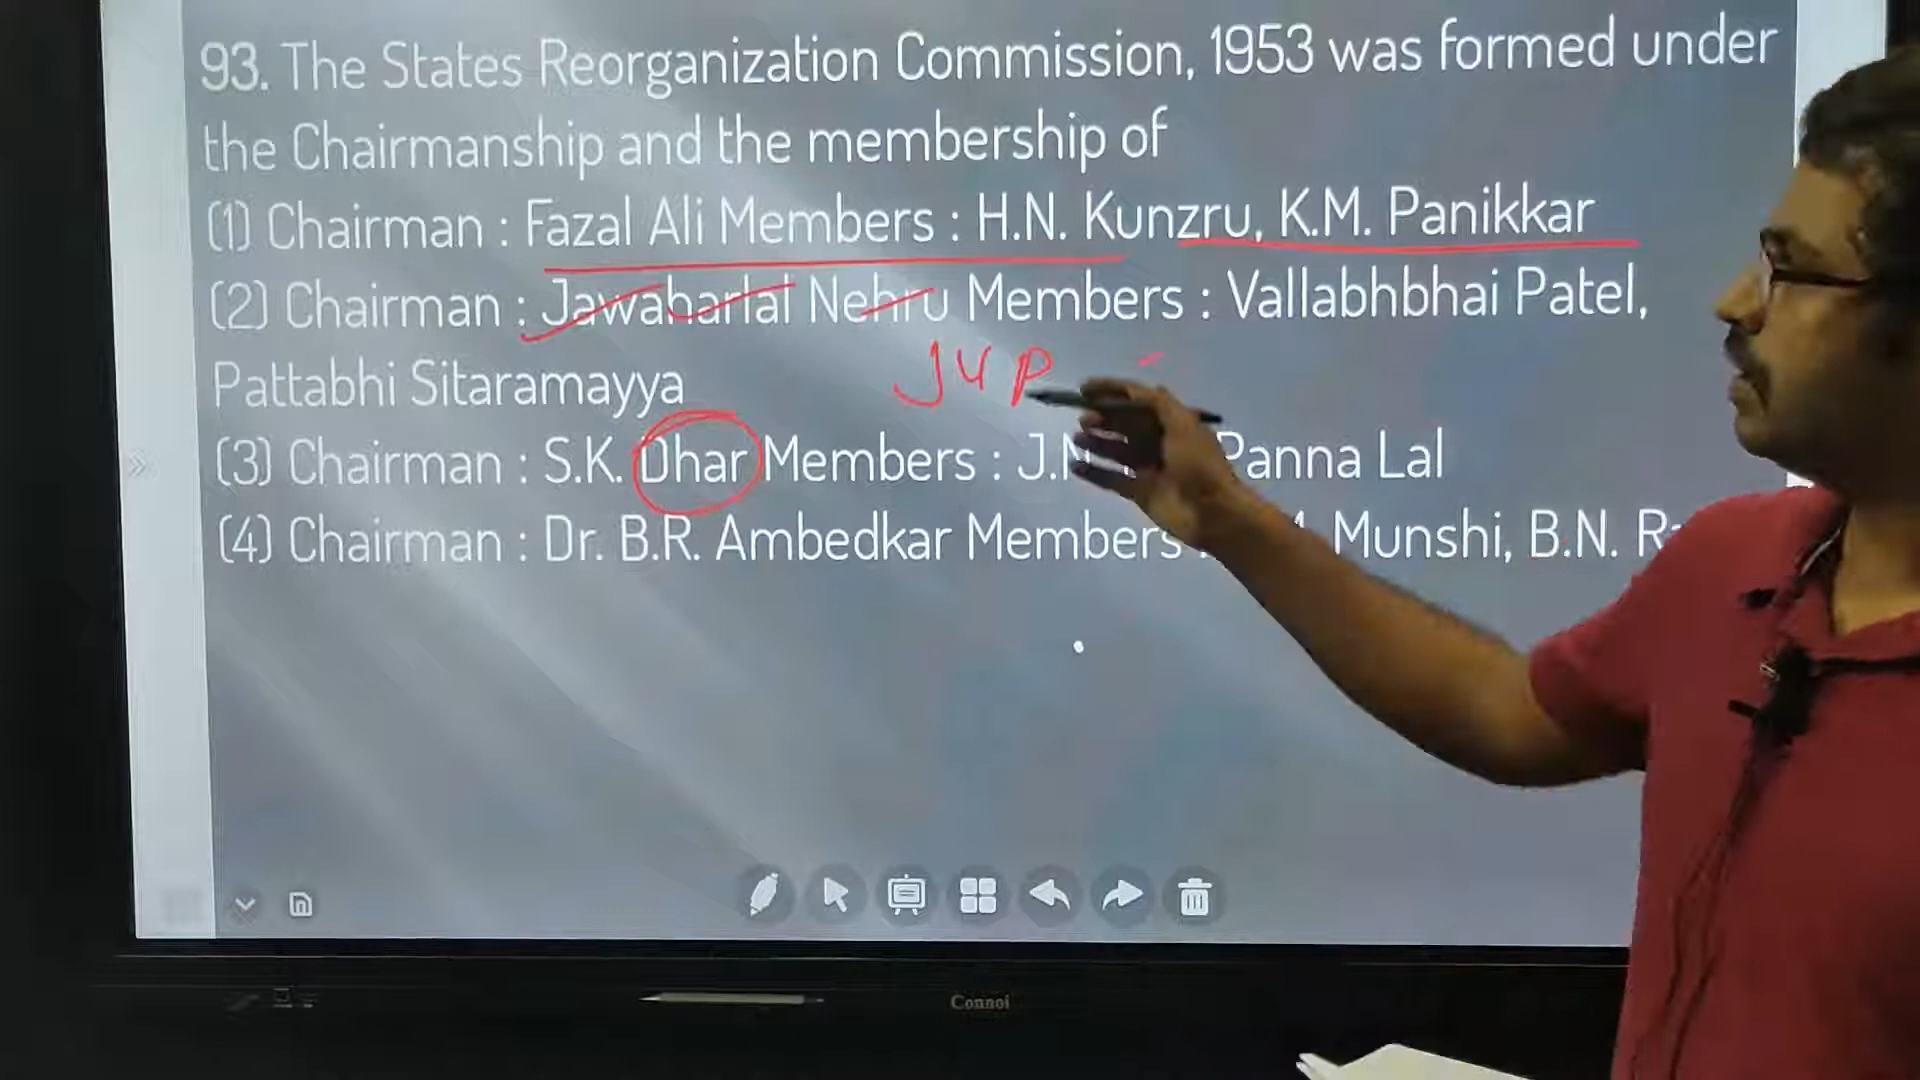 93. The States Reorganization Commission, 1953 was formed under
the Chairmanship and the membership of
(1) Chairman : Fazal Ali Members : H.N. Kunzru, K.M. Panikkar
(2) Chairman : Jawaharlal Nehru Members : Vallabhbhai Patel,
Pattabhi Sitaramayya
JVP
(3) Chairman : S.K. Dhar Members : Panna Lal
(4) Chairman : Dr. B.R. Ambedkar Members : Munshi, B.N.
Connoi